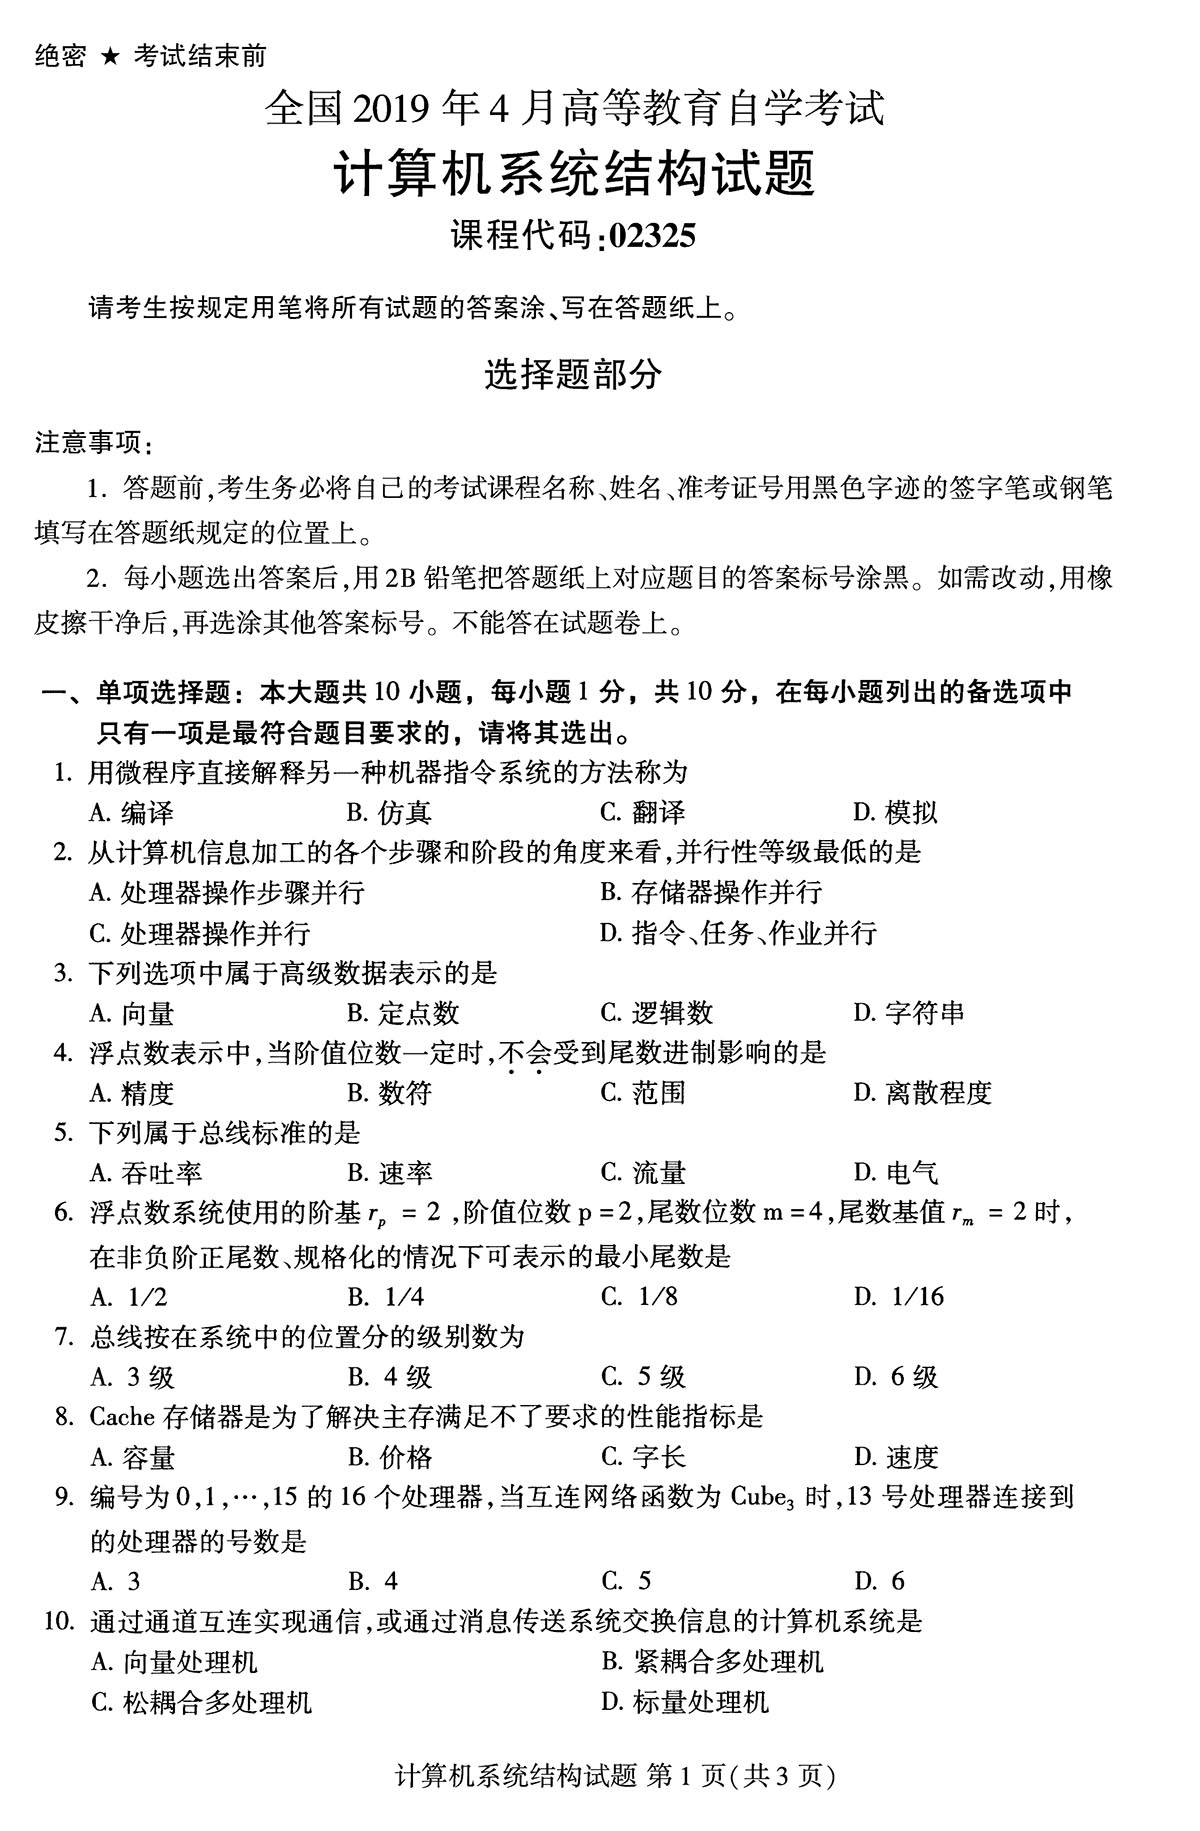 绝密 ★ 考试结束前
全国 2019 年 4 月高等教育自学考试
计算机系统结构试题
课程代码:02325
请考生按规定用笔将所有试题的答案涂、写在答题纸上。
选择题部分
注意事项:
1. 答题前,考生务必将自己的考试课程名称、姓名、准考证号用黑色字迹的签字笔或钢笔
填写在答题纸规定的位置上。
2. 每小题选出答案后,用 2B 铅笔把答题纸上对应题目的答案标号涂黑。如需改动,用橡
皮擦干净后,再选涂其他答案标号。不能答在试题卷上。
一、单项选择题:本大题共 10 小题,每小题 1 分,共 10 分,在每小题列出的备选项中
只有一项是最符合题目要求的,请将其选出。
1. 用微程序直接解释另一种机器指令系统的方法称为
A. 编译 B. 仿真 C. 翻译 D. 模拟
2. 从计算机信息加工的各个步骤和阶段的角度来看,并行性等级最低的是
A. 处理器操作步骤并行 B. 存储器操作并行
C. 处理器操作并行 D. 指令、任务、作业并行
3. 下列选项中属于高级数据表示的是
A. 向量 B. 定点数 C. 逻辑数 D. 字符串
4. 浮点数表示中,当阶值位数一定时,不会受到尾数进制影响的是
A. 精度 B. 数符 C. 范围 D. 离散程度
5. 下列属于总线标准的是
A. 吞吐率 B. 速率 C. 流量 D. 电气
6. 浮点数系统使用的阶基 rₚ = 2 ,阶值位数 p = 2,尾数位数 m = 4,尾数基值 rₘ = 2 时,
在非负阶正尾数、规格化的情况下可表示的最小尾数是
A. 1/2 B. 1/4 C. 1/8 D. 1/16
7. 总线按在系统中的位置分的级别数为
A. 3 级 B. 4 级 C. 5 级 D. 6 级
8. Cache 存储器是为了解决主存满足不了要求的性能指标是
A. 容量 B. 价格 C. 字长 D. 速度
9. 编号为 0,1,…,15 的 16 个处理器,当互连网络函数为 Cube₃ 时,13 号处理器连接到
的处理器的号数是
A. 3 B. 4 C. 5 D. 6
10. 通过通道互连实现通信,或通过消息传送系统交换信息的计算机系统是
A. 向量处理机 B. 紧耦合多处理机
C. 松耦合多处理机 D. 标量处理机
计算机系统结构试题 第 1 页(共 3 页)